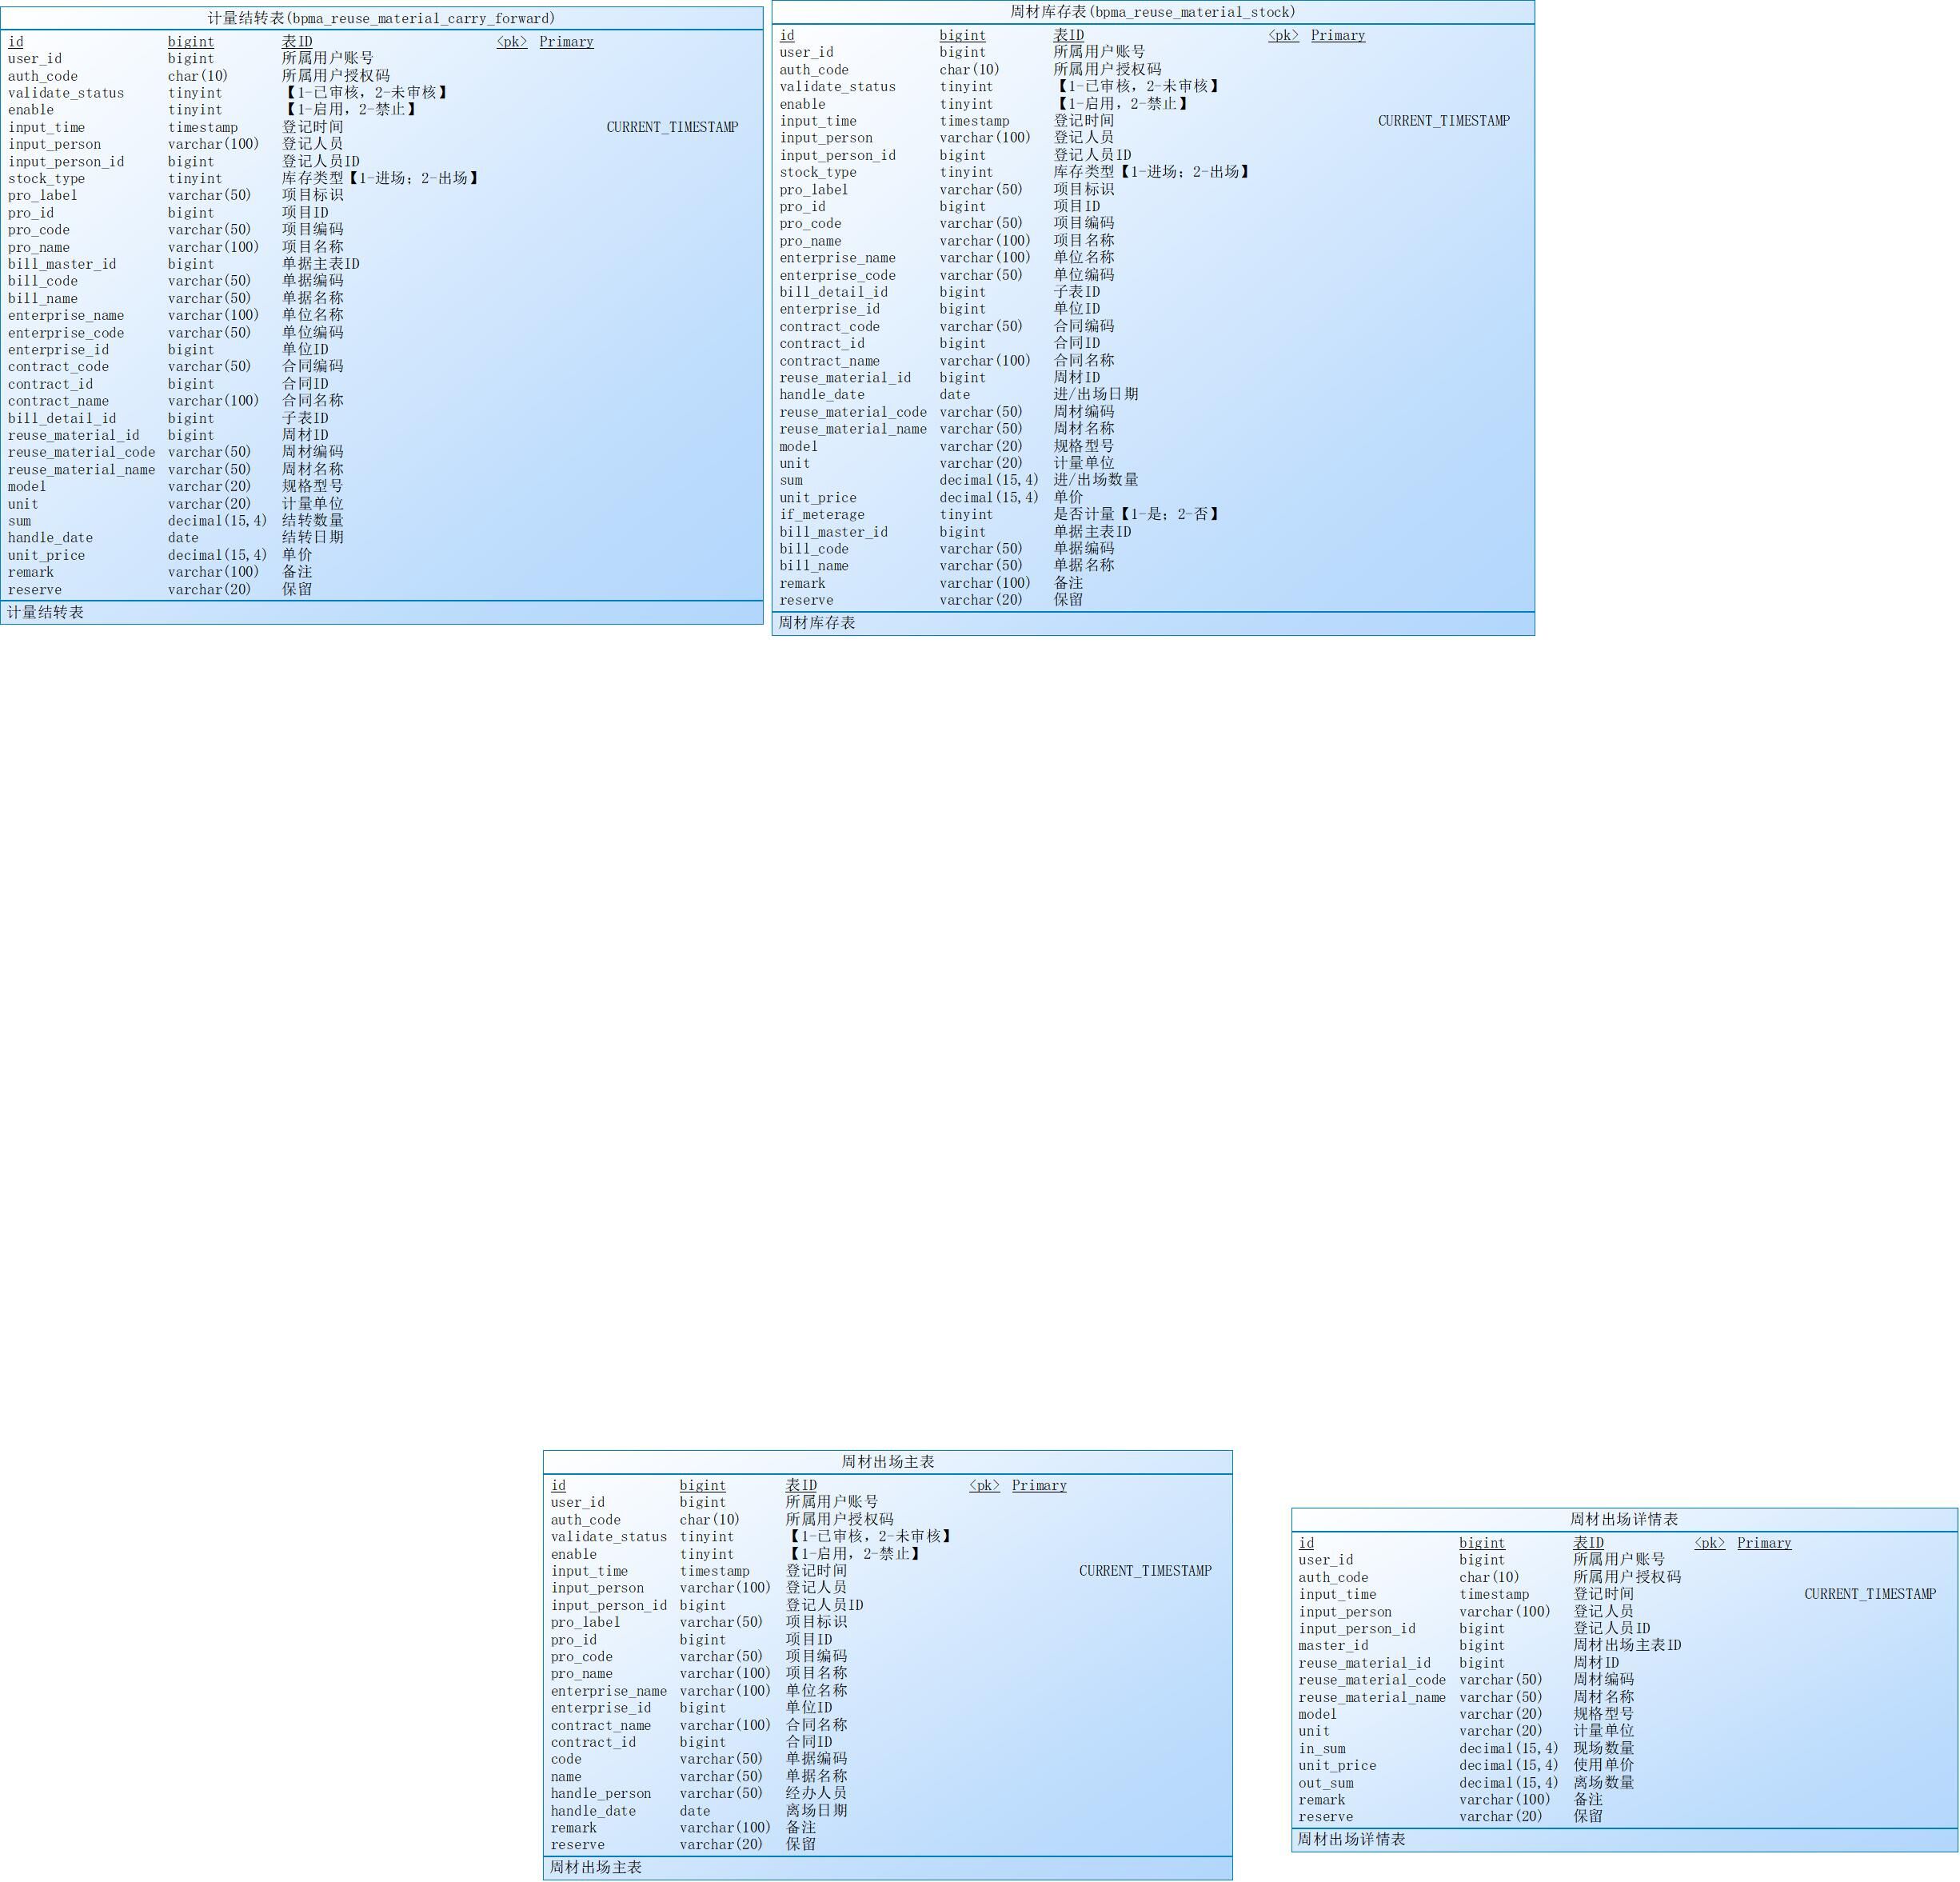 计量结转表(bpma_reuse_material_carry_forward)
id bigint 表ID <pk> Primary
user_id bigint 所属用户账号
auth_code char(10) 所属用户授权码
validate_status tinyint 【1-已审核，2-未审核】
enable tinyint 【1-启用，2-禁止】
input_time timestamp 登记时间 CURRENT_TIMESTAMP
input_person varchar(100) 登记人员
input_person_id bigint 登记人员ID
stock_type tinyint 库存类型【1-进场；2-出场】
pro_label varchar(50) 项目标识
pro_id bigint 项目ID
pro_code varchar(50) 项目编码
pro_name varchar(100) 项目名称
bill_master_id bigint 单据主表ID
bill_code varchar(50) 单据编码
bill_name varchar(50) 单据名称
enterprise_name varchar(100) 单位名称
enterprise_code varchar(50) 单位编码
enterprise_id bigint 单位ID
contract_code varchar(50) 合同编码
contract_id bigint 合同ID
contract_name varchar(100) 合同名称
bill_detail_id bigint 子表ID
reuse_material_id bigint 周材ID
reuse_material_code varchar(50) 周材编码
reuse_material_name varchar(50) 周材名称
model varchar(20) 规格型号
unit varchar(20) 计量单位
sum decimal(15,4) 结转数量
handle_date date 结转日期
unit_price decimal(15,4) 单价
remark varchar(100) 备注
reserve varchar(20) 保留
计量结转表
周材库存表(bpma_reuse_material_stock)
id bigint 表ID <pk> Primary
user_id bigint 所属用户账号
auth_code char(10) 所属用户授权码
validate_status tinyint 【1-已审核，2-未审核】
enable tinyint 【1-启用，2-禁止】
input_time timestamp 登记时间 CURRENT_TIMESTAMP
input_person varchar(100) 登记人员
input_person_id bigint 登记人员ID
stock_type tinyint 库存类型【1-进场；2-出场】
pro_label varchar(50) 项目标识
pro_id bigint 项目ID
pro_code varchar(50) 项目编码
pro_name varchar(100) 项目名称
enterprise_name varchar(100) 单位名称
enterprise_code varchar(50) 单位编码
bill_detail_id bigint 子表ID
enterprise_id bigint 单位ID
contract_code varchar(50) 合同编码
contract_id bigint 合同ID
contract_name varchar(100) 合同名称
reuse_material_id bigint 周材ID
handle_date date 进/出场日期
reuse_material_code varchar(50) 周材编码
reuse_material_name varchar(50) 周材名称
model varchar(20) 规格型号
unit varchar(20) 计量单位
sum decimal(15,4) 进/出场数量
unit_price decimal(15,4) 单价
if_meterage tinyint 是否计量【1-是；2-否】
bill_master_id bigint 单据主表ID
bill_code varchar(50) 单据编码
bill_name varchar(50) 单据名称
remark varchar(100) 备注
reserve varchar(20) 保留
周材库存表
周材出场主表
id bigint 表ID <pk> Primary
user_id bigint 所属用户账号
auth_code char(10) 所属用户授权码
validate_status tinyint 【1-已审核，2-未审核】
enable tinyint 【1-启用，2-禁止】
input_time timestamp 登记时间 CURRENT_TIMESTAMP
input_person varchar(100) 登记人员
input_person_id bigint 登记人员ID
pro_label varchar(50) 项目标识
pro_id bigint 项目ID
pro_code varchar(50) 项目编码
pro_name varchar(100) 项目名称
enterprise_name varchar(100) 单位名称
enterprise_id bigint 单位ID
contract_name varchar(100) 合同名称
contract_id bigint 合同ID
code varchar(50) 单据编码
name varchar(50) 单据名称
handle_person varchar(50) 经办人员
handle_date date 离场日期
remark varchar(100) 备注
reserve varchar(20) 保留
周材出场主表
周材出场详情表
id bigint 表ID <pk> Primary
user_id bigint 所属用户账号
auth_code char(10) 所属用户授权码
input_time timestamp 登记时间 CURRENT_TIMESTAMP
input_person varchar(100) 登记人员
input_person_id bigint 登记人员ID
master_id bigint 周材出场主表ID
reuse_material_id bigint 周材ID
reuse_material_code varchar(50) 周材编码
reuse_material_name varchar(50) 周材名称
model varchar(20) 规格型号
unit varchar(20) 计量单位
in_sum decimal(15,4) 现场数量
unit_price decimal(15,4) 使用单价
out_sum decimal(15,4) 离场数量
remark varchar(100) 备注
reserve varchar(20) 保留
周材出场详情表